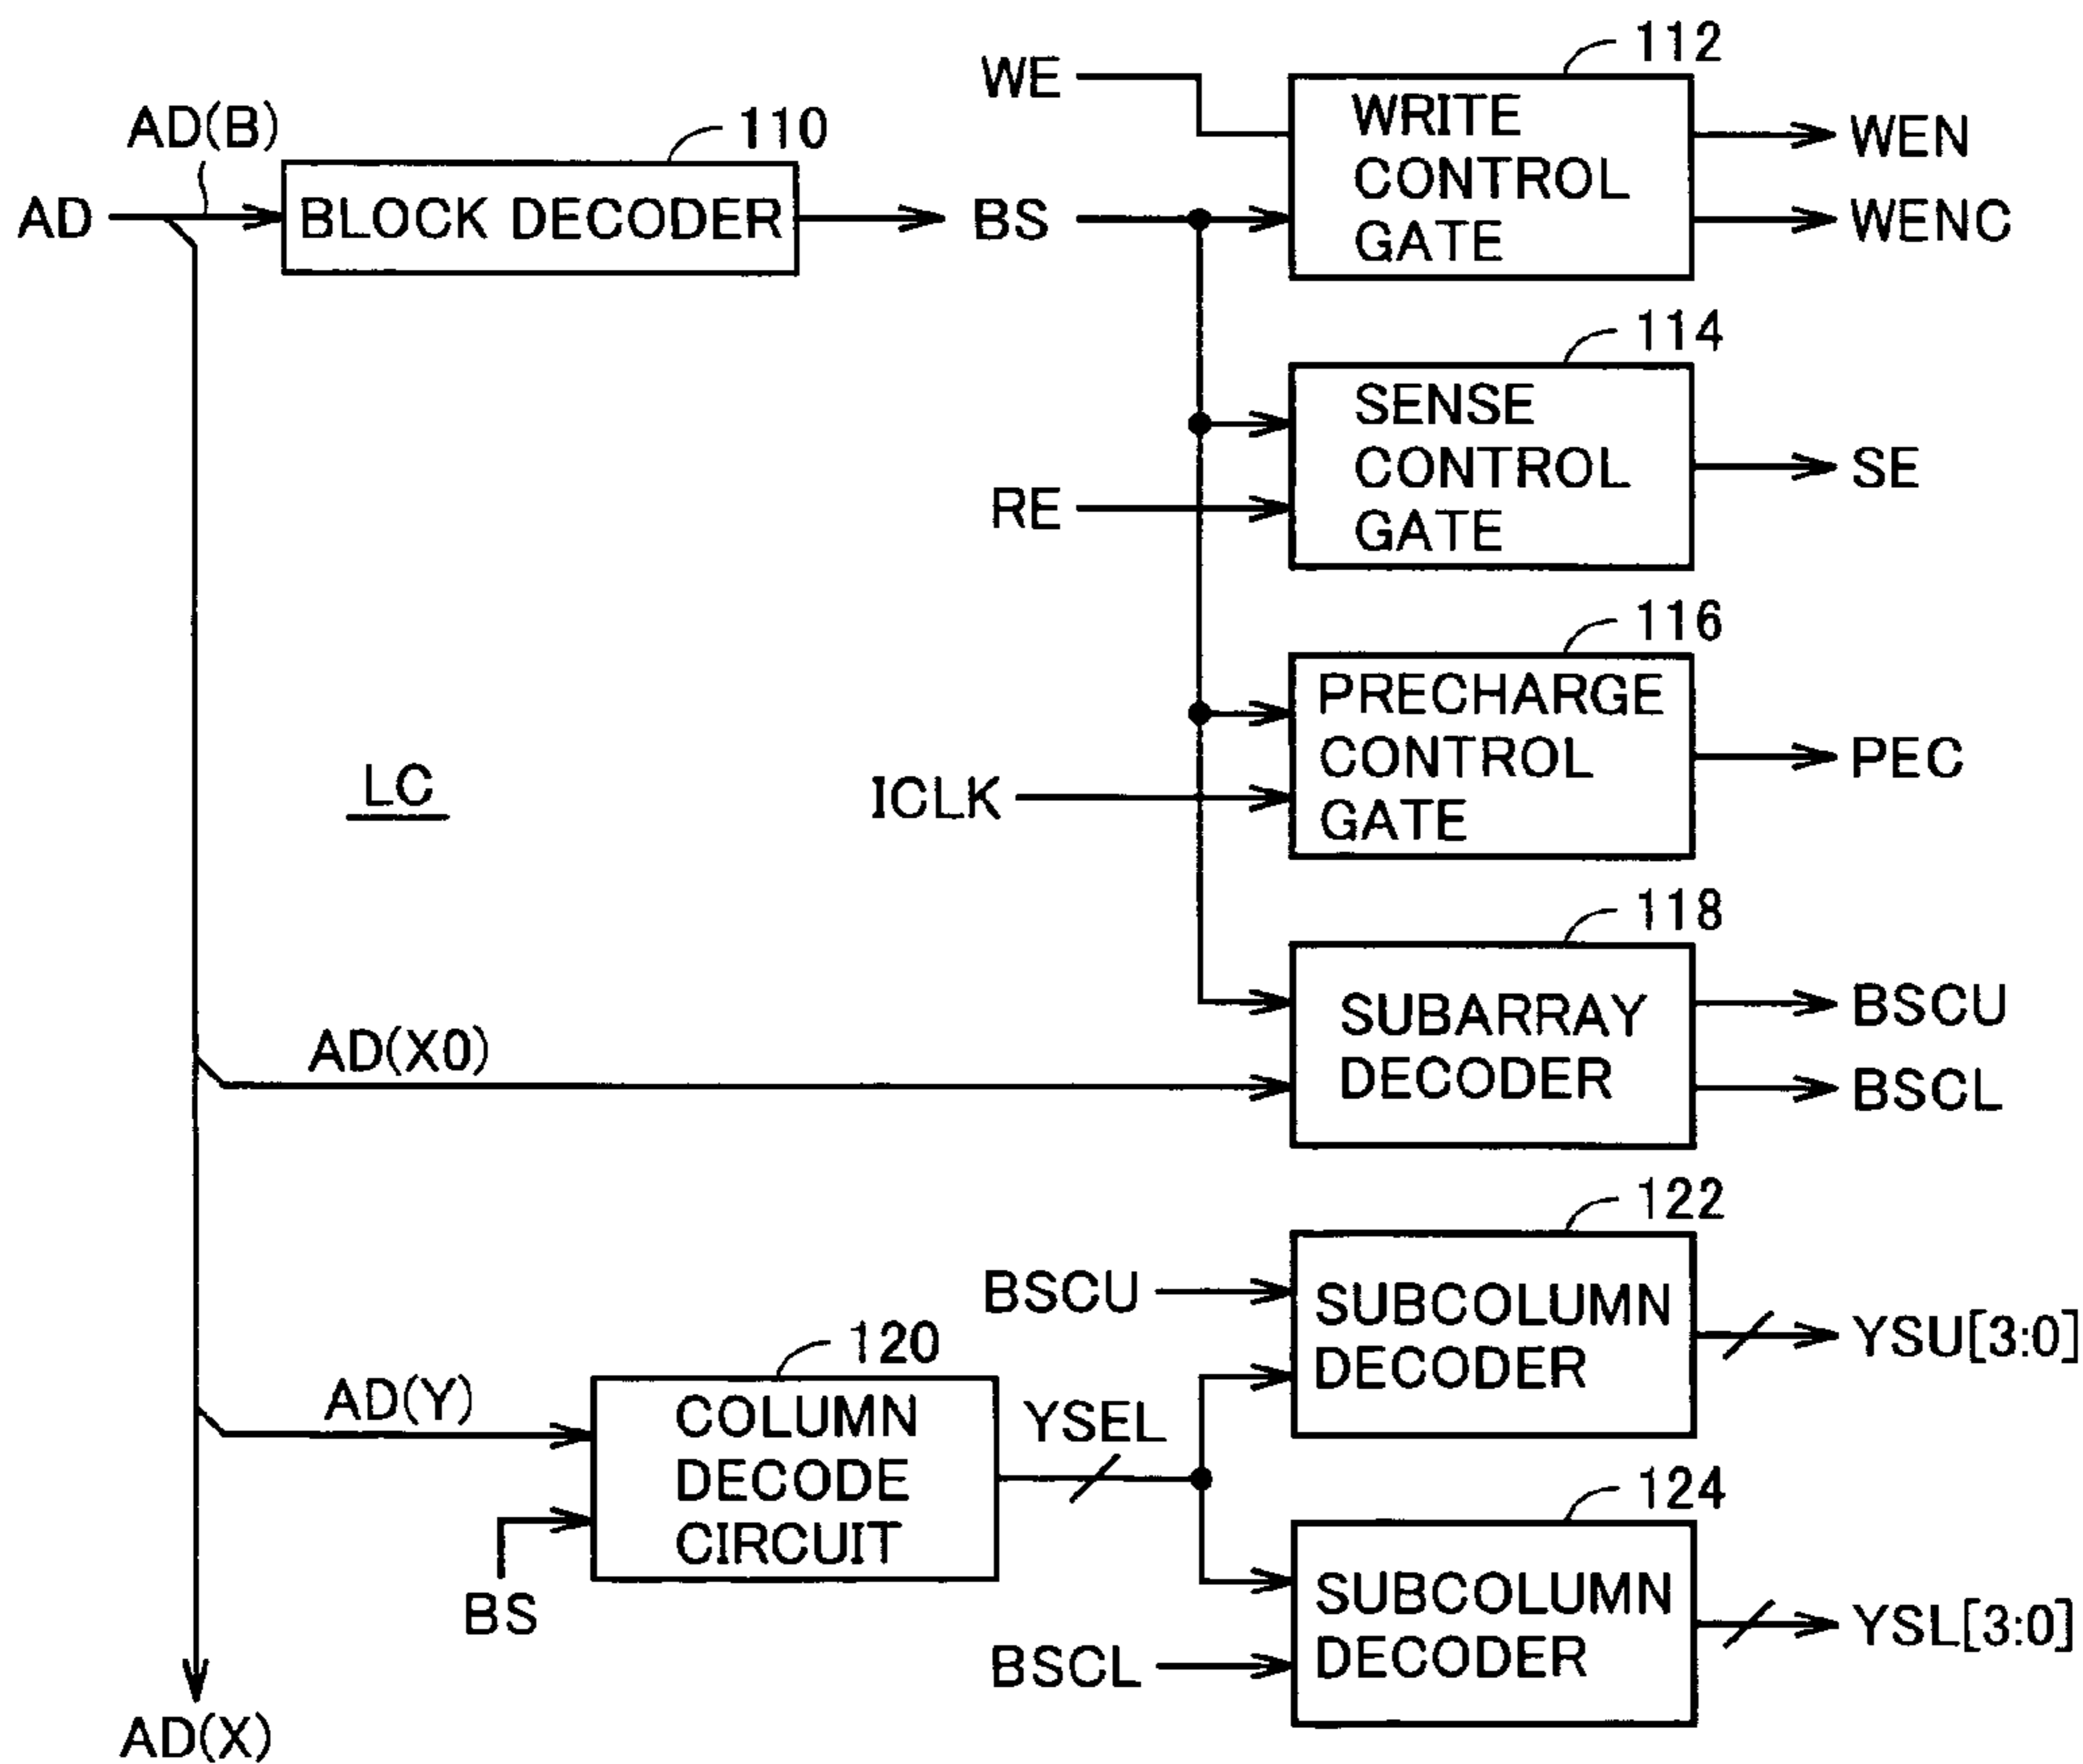 112
WE
WRITE
CONTROL
GATE
WEN
WENC
AD(B)
110
AD
BLOCK DECODER
BS
114
SENSE
CONTROL
GATE
RE
SE
116
PRECHARGE
CONTROL
GATE
ICLK
PEC
LC
118
SUBARRAY
DECODER
BSCU
BSCL
AD(X0)
122
BSCU
SUBCOLUMN
DECODER
YSU[3:0]
120
AD(Y)
COLUMN
DECODE
CIRCUIT
YSEL
BS
124
SUBCOLUMN
DECODER
BSCL
YSL[3:0]
AD(X)